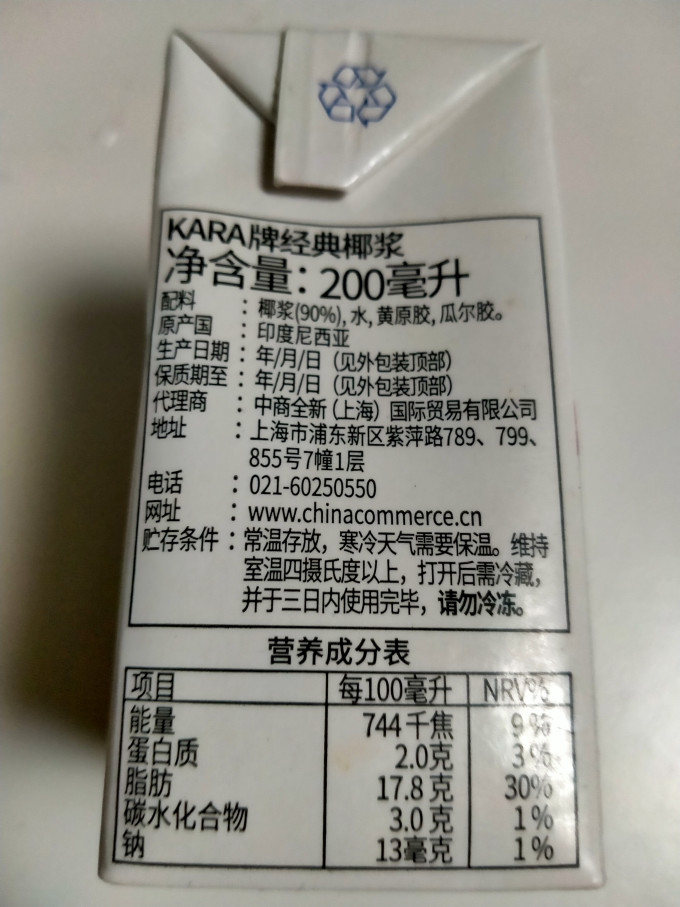 KARA牌经典椰浆
净含量：200毫升
配料：椰浆(90%), 水, 黄原胶, 瓜尔胶。
原产国：印度尼西亚
生产日期：年/月/日（见外包装顶部）
保质期至：年/月/日（见外包装顶部）
代理商：中商全新（上海）国际贸易有限公司
地址：上海市浦东新区紫萍路789、799、
855号7幢1层
电话：021-60250550
网址：www.chinacommerce.cn
贮存条件：常温存放，寒冷天气需要保温。维持
室温四摄氏度以上，打开后需冷藏，
并于三日内使用完毕，请勿冷冻。
营养成分表
项目 每100毫升 NRV%
能量 744千焦 9%
蛋白质 2.0克 3%
脂肪 17.8克 30%
碳水化合物 3.0克 1%
钠 13毫克 1%